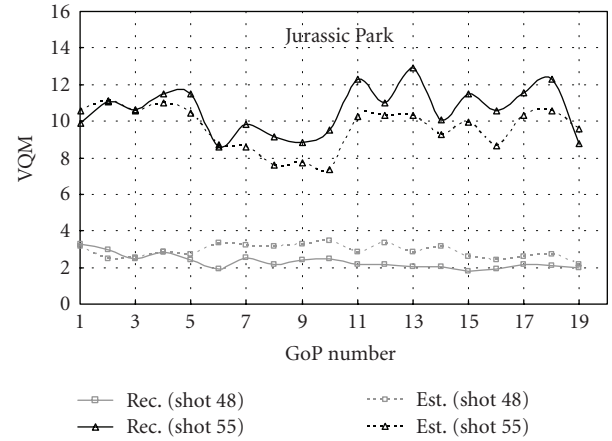 16
Jurassic Park
14
12
10
VQM
8
6
4
2
0
1 3 5 7 9 11 13 15 17 19
GoP number
Rec. (shot 48) Est. (shot 48)
Rec. (shot 55) Est. (shot 55)